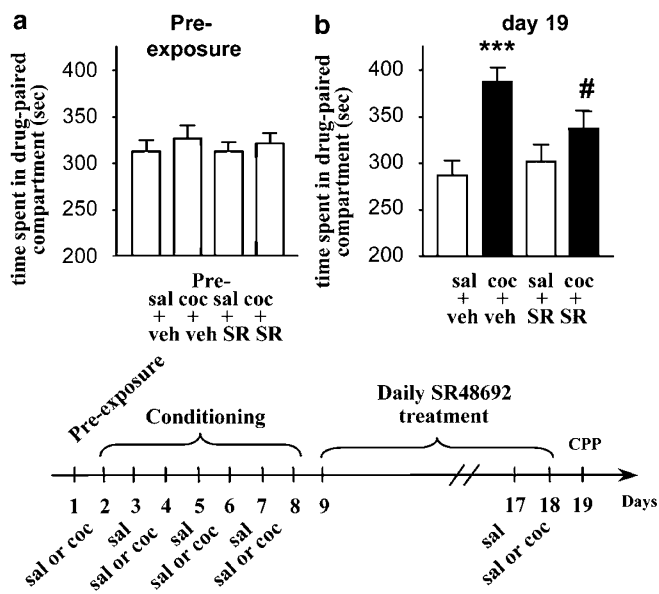 a
Pre-
exposure
time spent in drug-paired
compartment (sec)
400
350
300
250
200
Pre-
sal coc sal coc
+ + + +
veh veh SR SR
b
day 19
time spent in drug-paired
compartment (sec)
400
350
300
250
200
***
#
sal coc sal coc
+ + + +
veh veh SR SR
Pre-exposure
Conditioning
Daily SR48692
treatment
CPP
1 2 3 4 5 6 7 8 9 17 18 19 Days
sal or coc
sal
sal or coc
sal
sal or coc
sal
sal or coc
sal
sal or coc